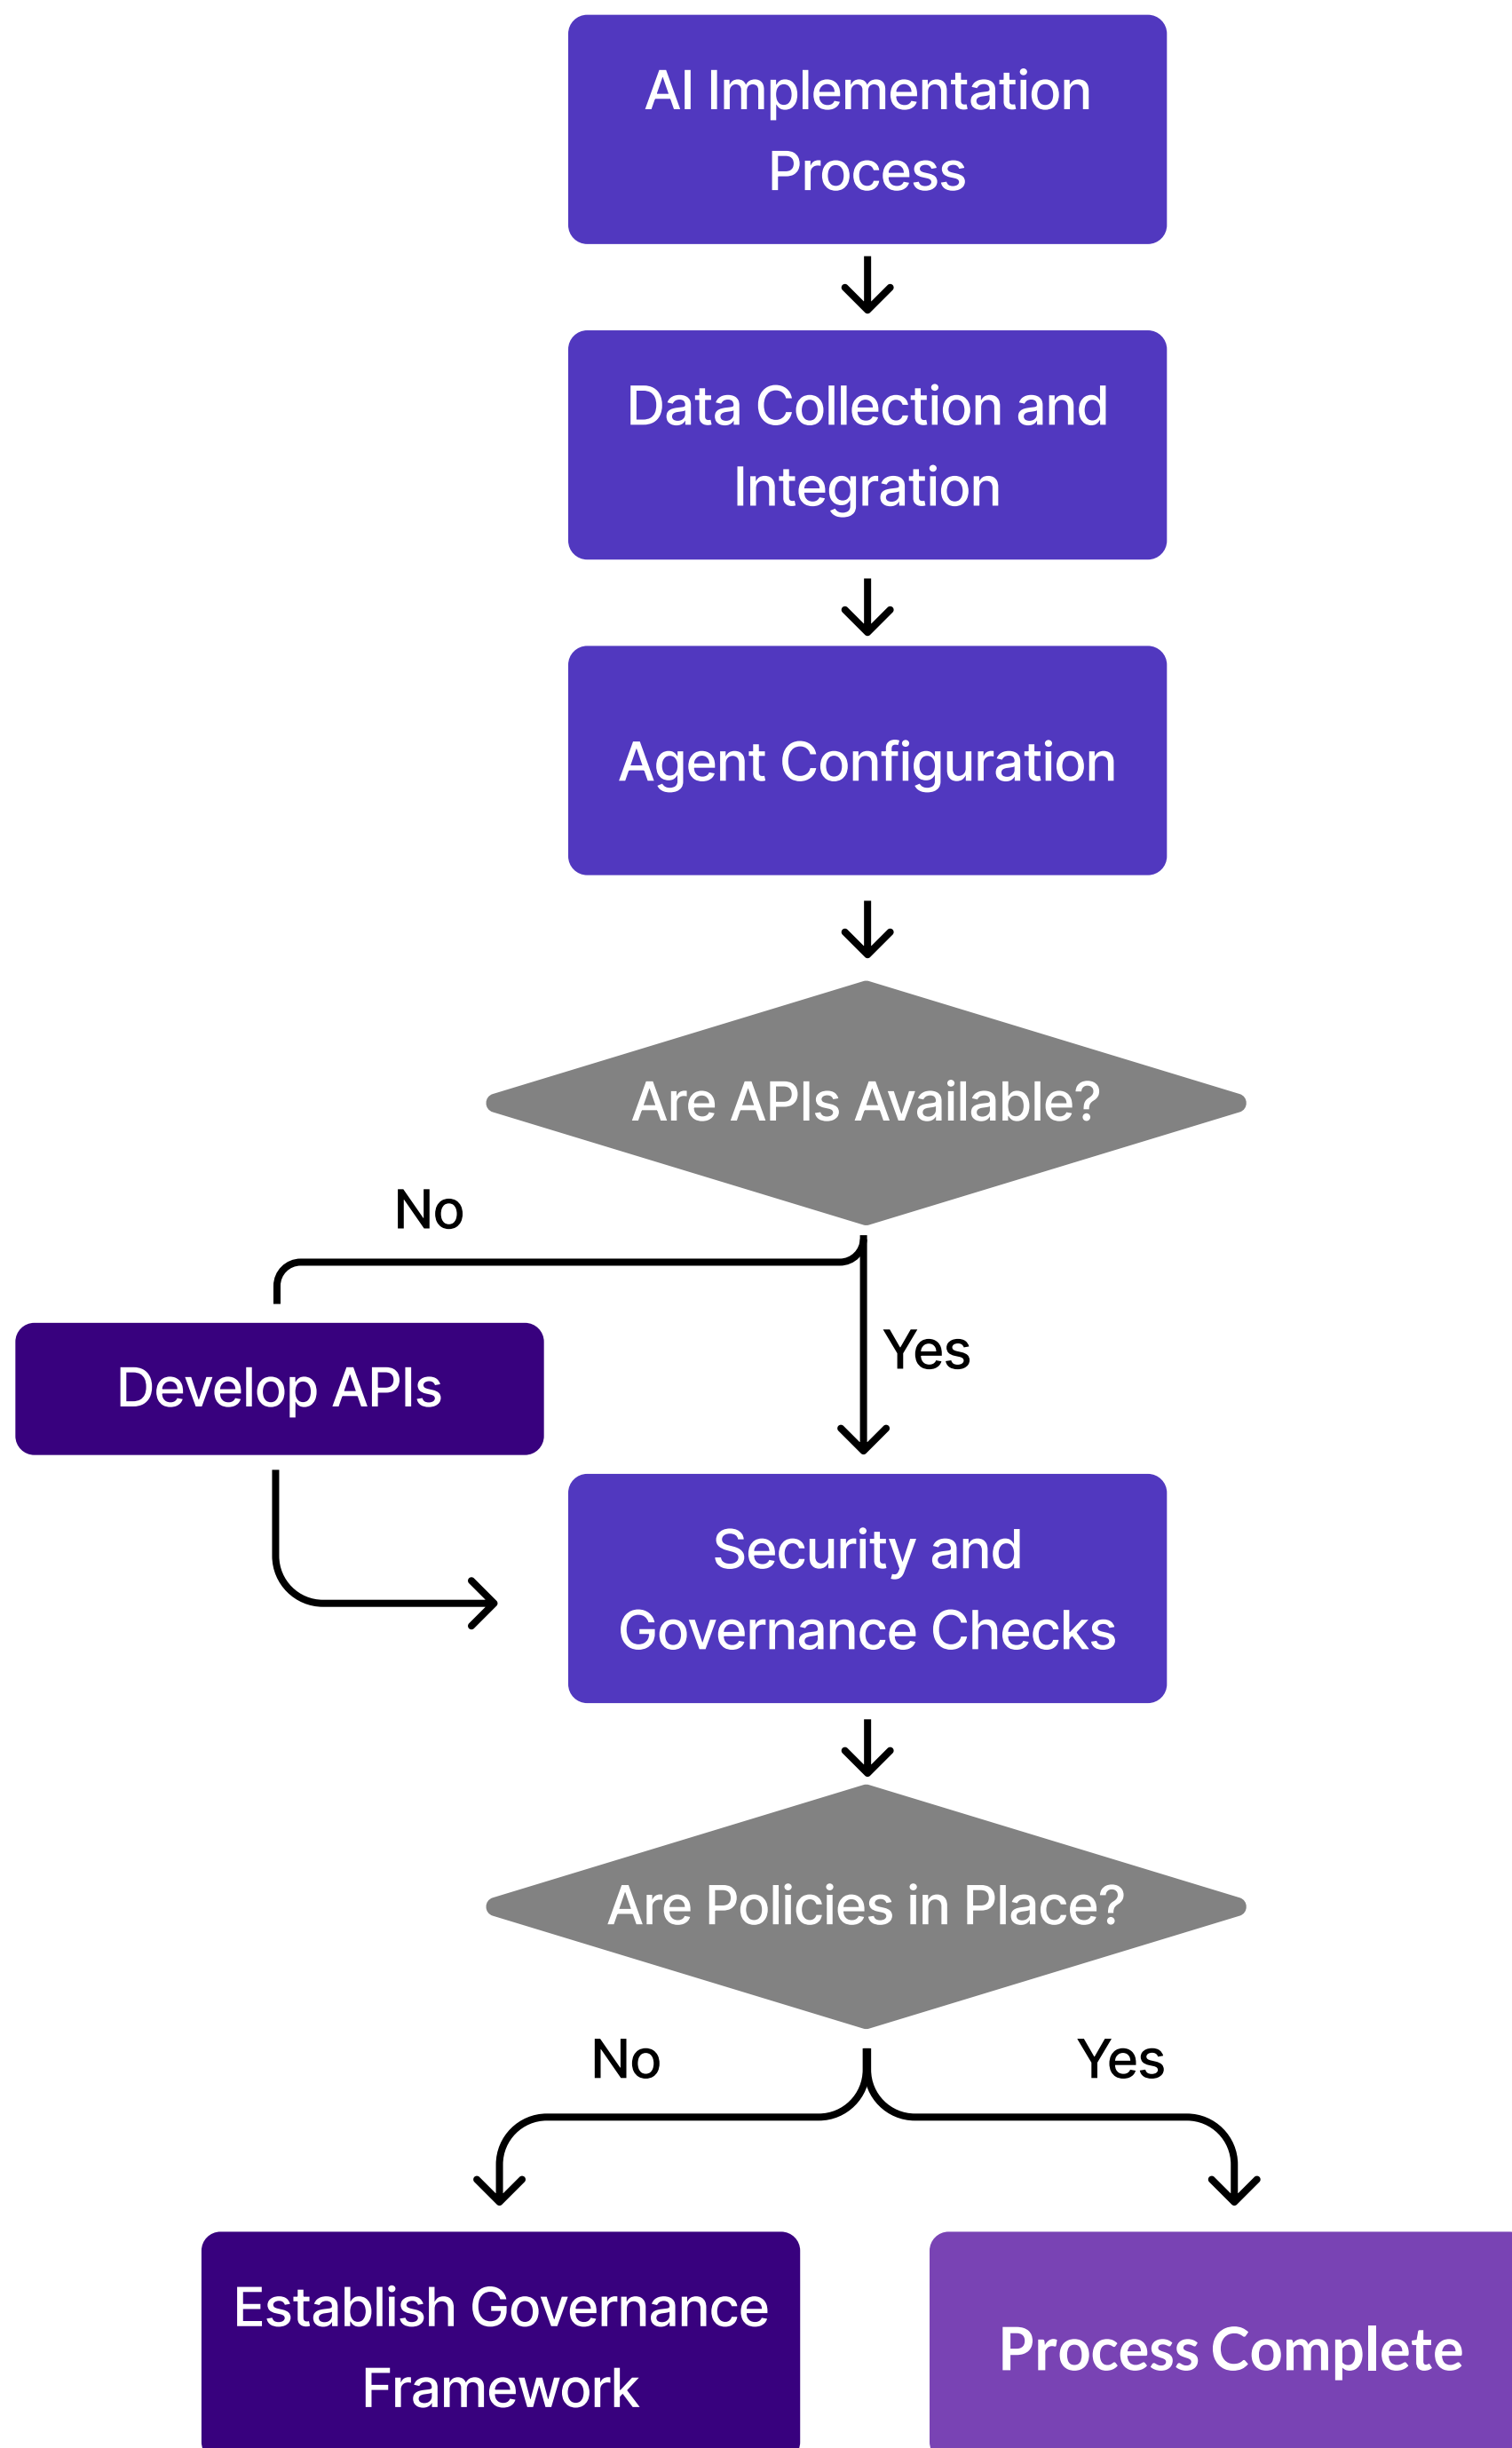 AI Implementation
Process
Data Collection and
Integration
Agent Configuration
Are APIs Available?
No
Yes
Develop APIs
Security and
Governance Checks
Are Policies in Place?
No
Yes
Establish Governance
Framework
Process Complete